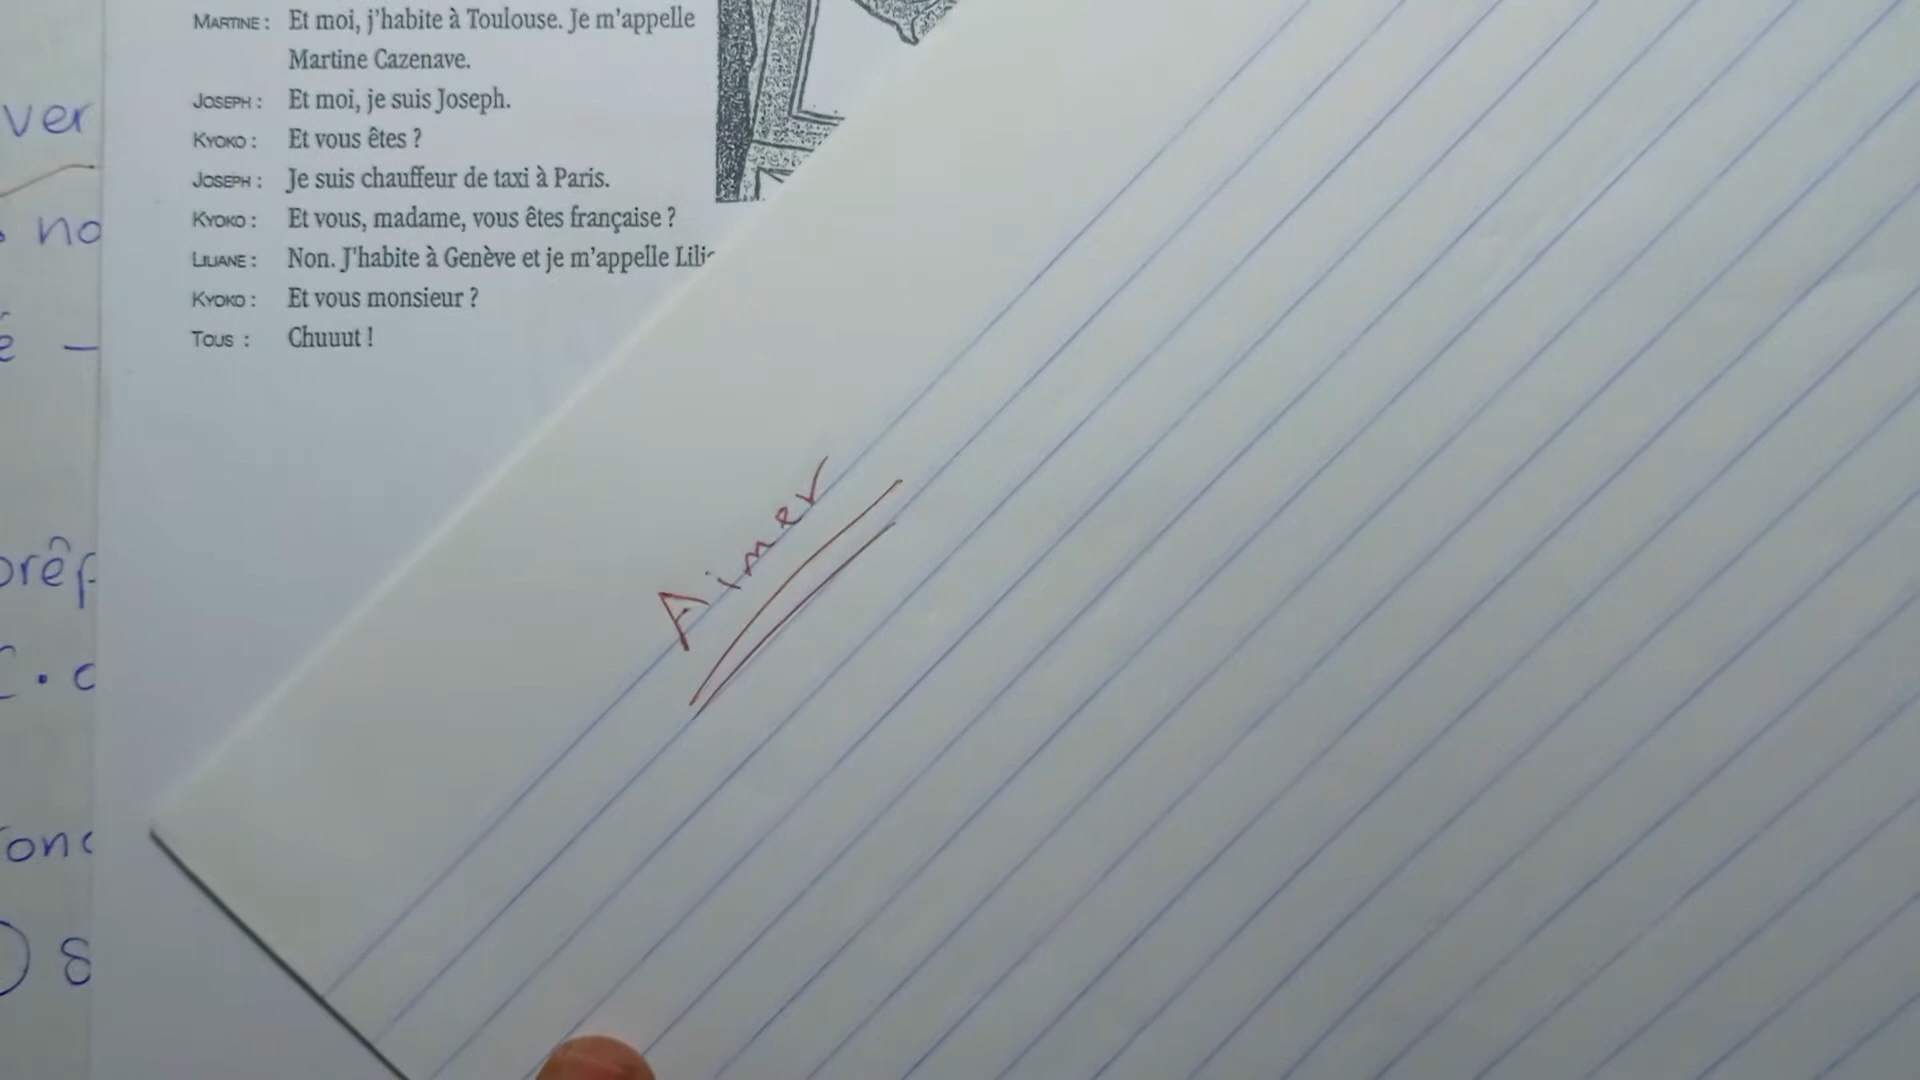 MARTINE : Et moi, j'habite à Toulouse. Je m'appelle
Martine Cazenave.
JOSEPH : Et moi, je suis Joseph.
KYOKO : Et vous êtes ?
JOSEPH : Je suis chauffeur de taxi à Paris.
KYOKO : Et vous, madame, vous êtes française ?
LILIANE : Non. J'habite à Genève et je m'appelle
KYOKO : Et vous monsieur ?
TOUS : Chuuut !
Aimer